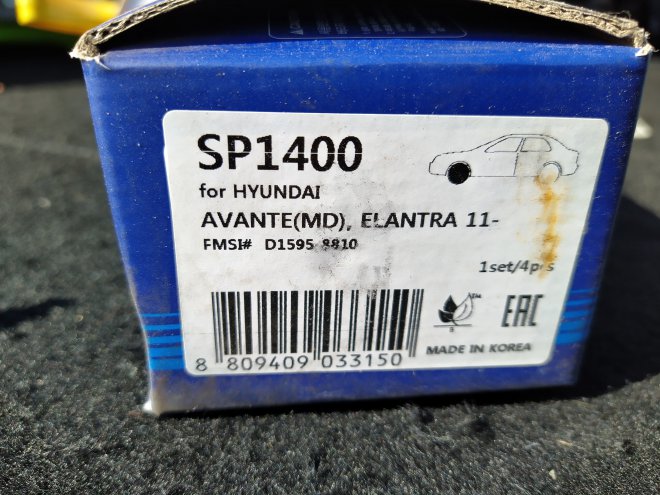 SP1400
for HYUNDAI
AVANTE(MD), ELANTRA 11-
FMSI# D1595-8810
1set/4pcs
TM
B
EAC
MADE IN KOREA
8 809409 033150